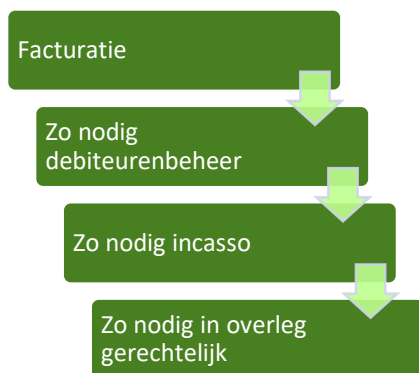 Facturatie
Zo nodig
debiteurenbeheer
Zo nodig incasso
Zo nodig in overleg
gerechtelijk